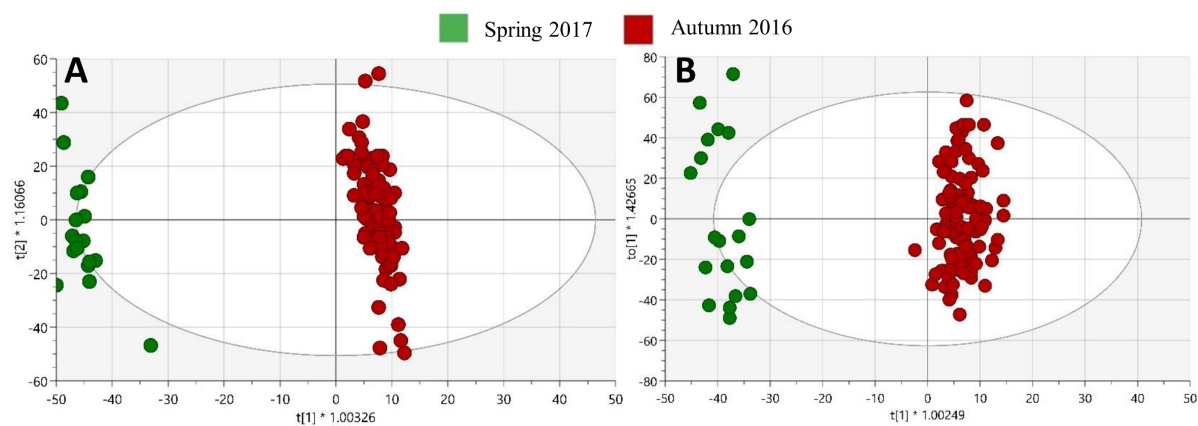 Spring 2017 Autumn 2016
A B
60 80
40 60
20 40
0 20
-20 0
-40 -20
-60 -40
-60
-80
t[2] * 1.16066
to[1] * 1.42665
-50 -40 -30 -20 -10 0 10 20 30 40 50
-50 -40 -30 -20 -10 0 10 20 30 40 50
t[1] * 1.00326
t[1] * 1.00249